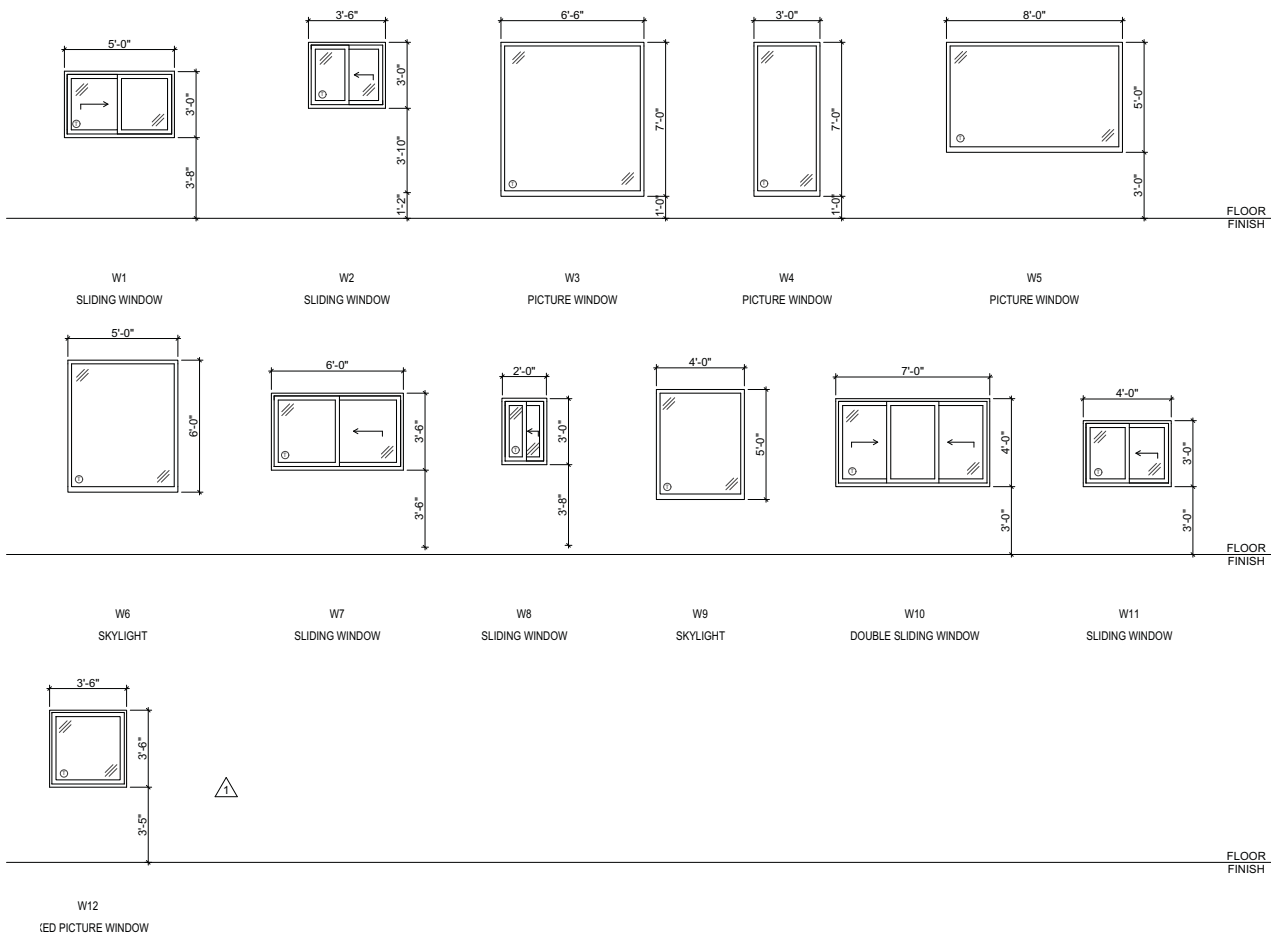 3'-6" 6'-6" 3'-0" 8'-0"
5'-0"
3'-0" 3'-0" 7'-0" 7'-0" 5'-0"
3'-8" 3'-10" 3'-0"
1'-2" 1'-0" 1'-0"
FLOOR
FINISH
W1 W2 W3 W4 W5
SLIDING WINDOW SLIDING WINDOW PICTURE WINDOW PICTURE WINDOW PICTURE WINDOW
5'-0" 6'-0" 2'-0" 4'-0" 7'-0" 4'-0"
6'-0" 3'-6" 3'-0" 5'-0" 4'-0" 3'-0"
3'-6" 3'-8" 3'-0" 3'-0"
FLOOR
FINISH
W6 W7 W8 W9 W10 W11
SKYLIGHT SLIDING WINDOW SLIDING WINDOW SKYLIGHT DOUBLE SLIDING WINDOW SLIDING WINDOW
3'-6"
3'-6"
1
3'-5"
FLOOR
FINISH
W12
PICTURE WINDOW